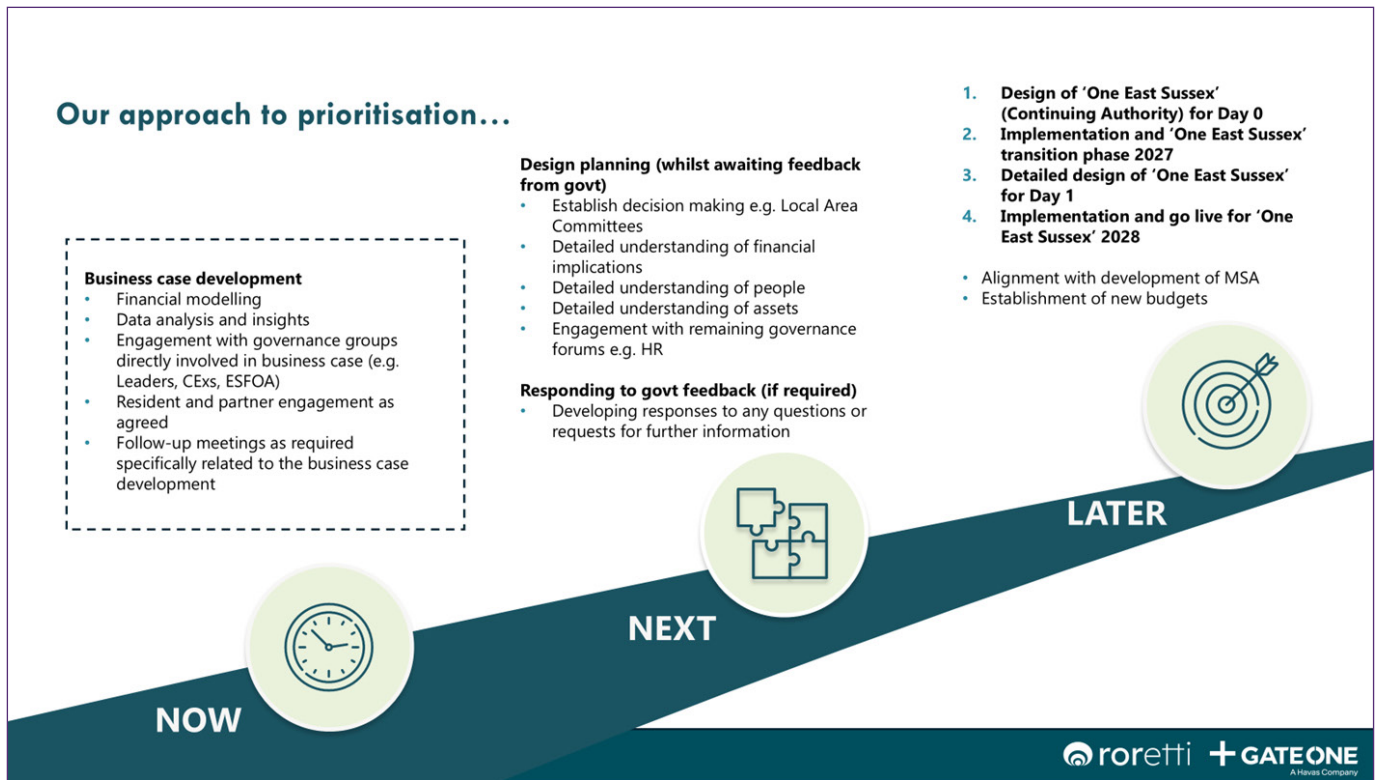 Our approach to prioritisation...
Business case development
• Financial modelling
• Data analysis and insights
• Engagement with governance groups
directly involved in business case (e.g.
Leaders, CExs, ESFOA)
• Resident and partner engagement as
agreed
• Follow-up meetings as required
specifically related to the business case
development
NOW
Design planning (whilst awaiting feedback
from govt)
• Establish decision making e.g. Local Area
Committees
• Detailed understanding of financial
implications
• Detailed understanding of people
• Detailed understanding of assets
• Engagement with remaining governance
forums e.g. HR
Responding to govt feedback (if required)
• Developing responses to any questions or
requests for further information
NEXT
1. Design of ‘One East Sussex’
(Continuing Authority) for Day 0
2. Implementation and ‘One East Sussex’
transition phase 2027
3. Detailed design of ‘One East Sussex’
for Day 1
4. Implementation and go live for ‘One
East Sussex’ 2028
• Alignment with development of MSA
• Establishment of new budgets
LATER
roretti
GATEONE
A Havas Company